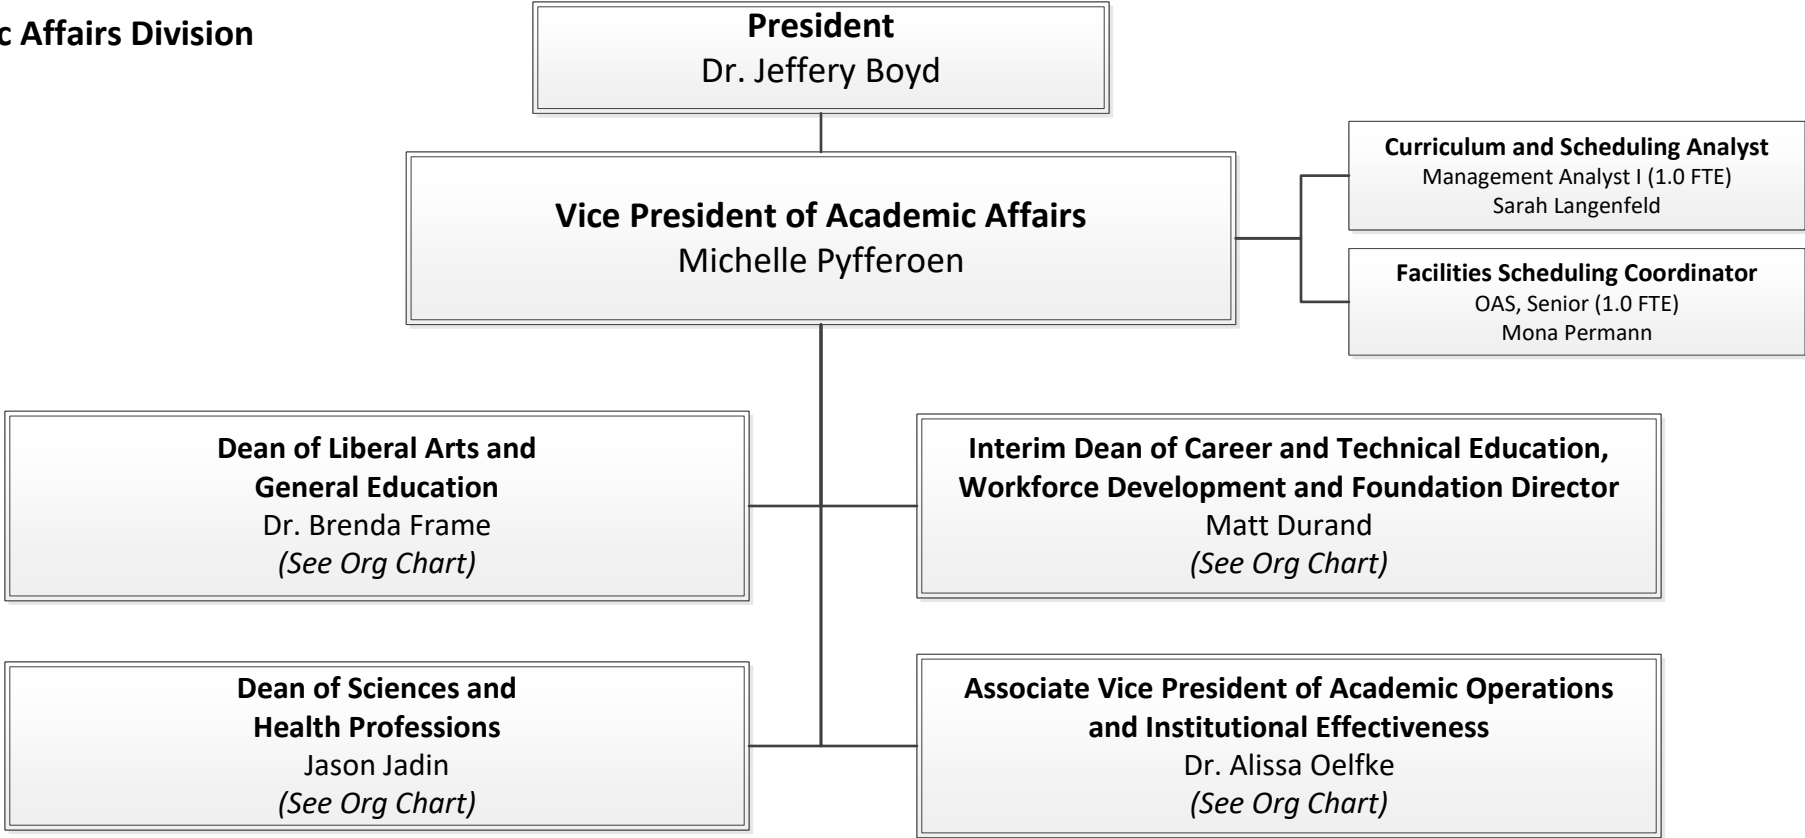 c Affairs Division
President
Dr. Jeffery Boyd
Vice President of Academic Affairs
Michelle Pyfferoen
Curriculum and Scheduling Analyst
Management Analyst I (1.0 FTE)
Sarah Langenfeld
Facilities Scheduling Coordinator
OAS, Senior (1.0 FTE)
Mona Permann
Dean of Liberal Arts and
General Education
Dr. Brenda Frame
(See Org Chart)
Interim Dean of Career and Technical Education,
Workforce Development and Foundation Director
Matt Durand
(See Org Chart)
Dean of Sciences and
Health Professions
Jason Jadin
(See Org Chart)
Associate Vice President of Academic Operations
and Institutional Effectiveness
Dr. Alissa Oelfke
(See Org Chart)